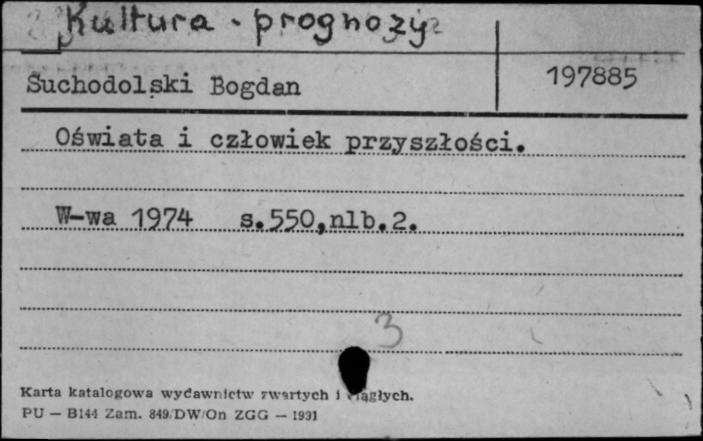 Kultura - prognozy
Suchodolski Bogdan 197885
Oświata i człowiek przyszłości.
W-wa 1974 s.550,nlb.2.
3
Karta katalogowa wydawnictw zwartych i ciągłych.
PU — B144 Zam. 849/DW/On ZGG — 1991